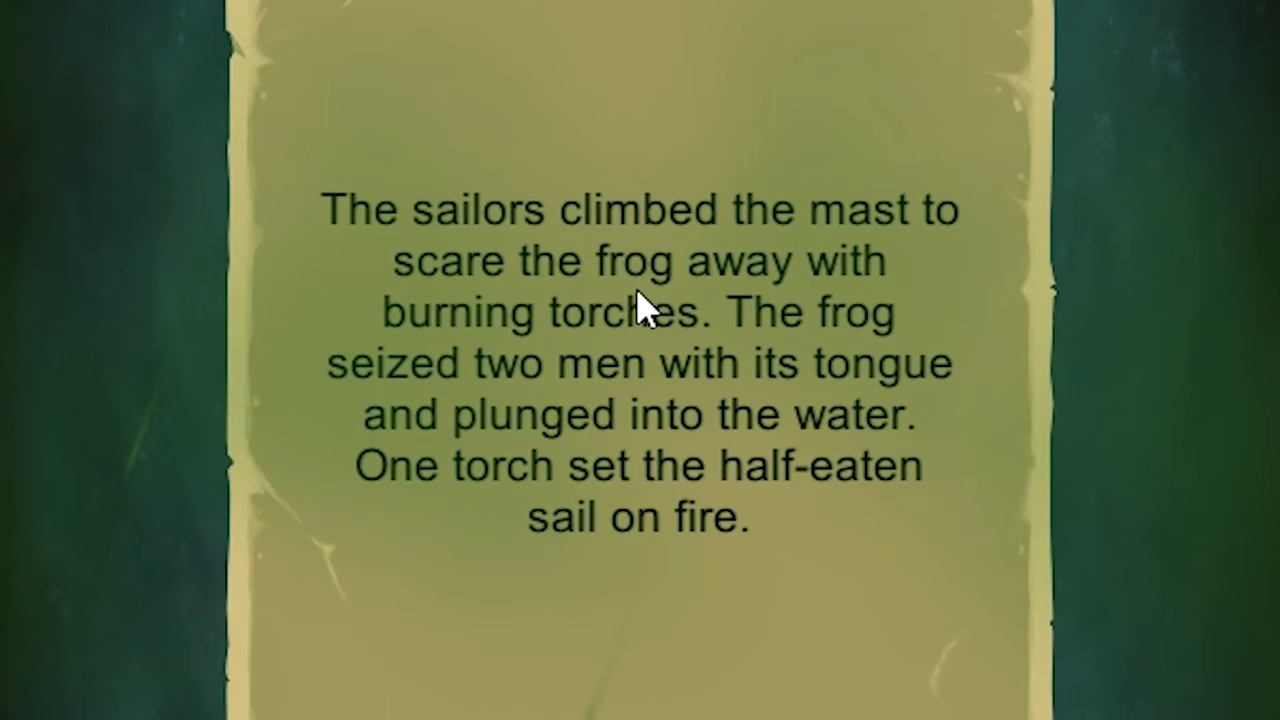 The sailors climbed the mast to
scare the frog away with
burning torches. The frog
seized two men with its tongue
and plunged into the water.
One torch set the half-eaten
sail on fire.